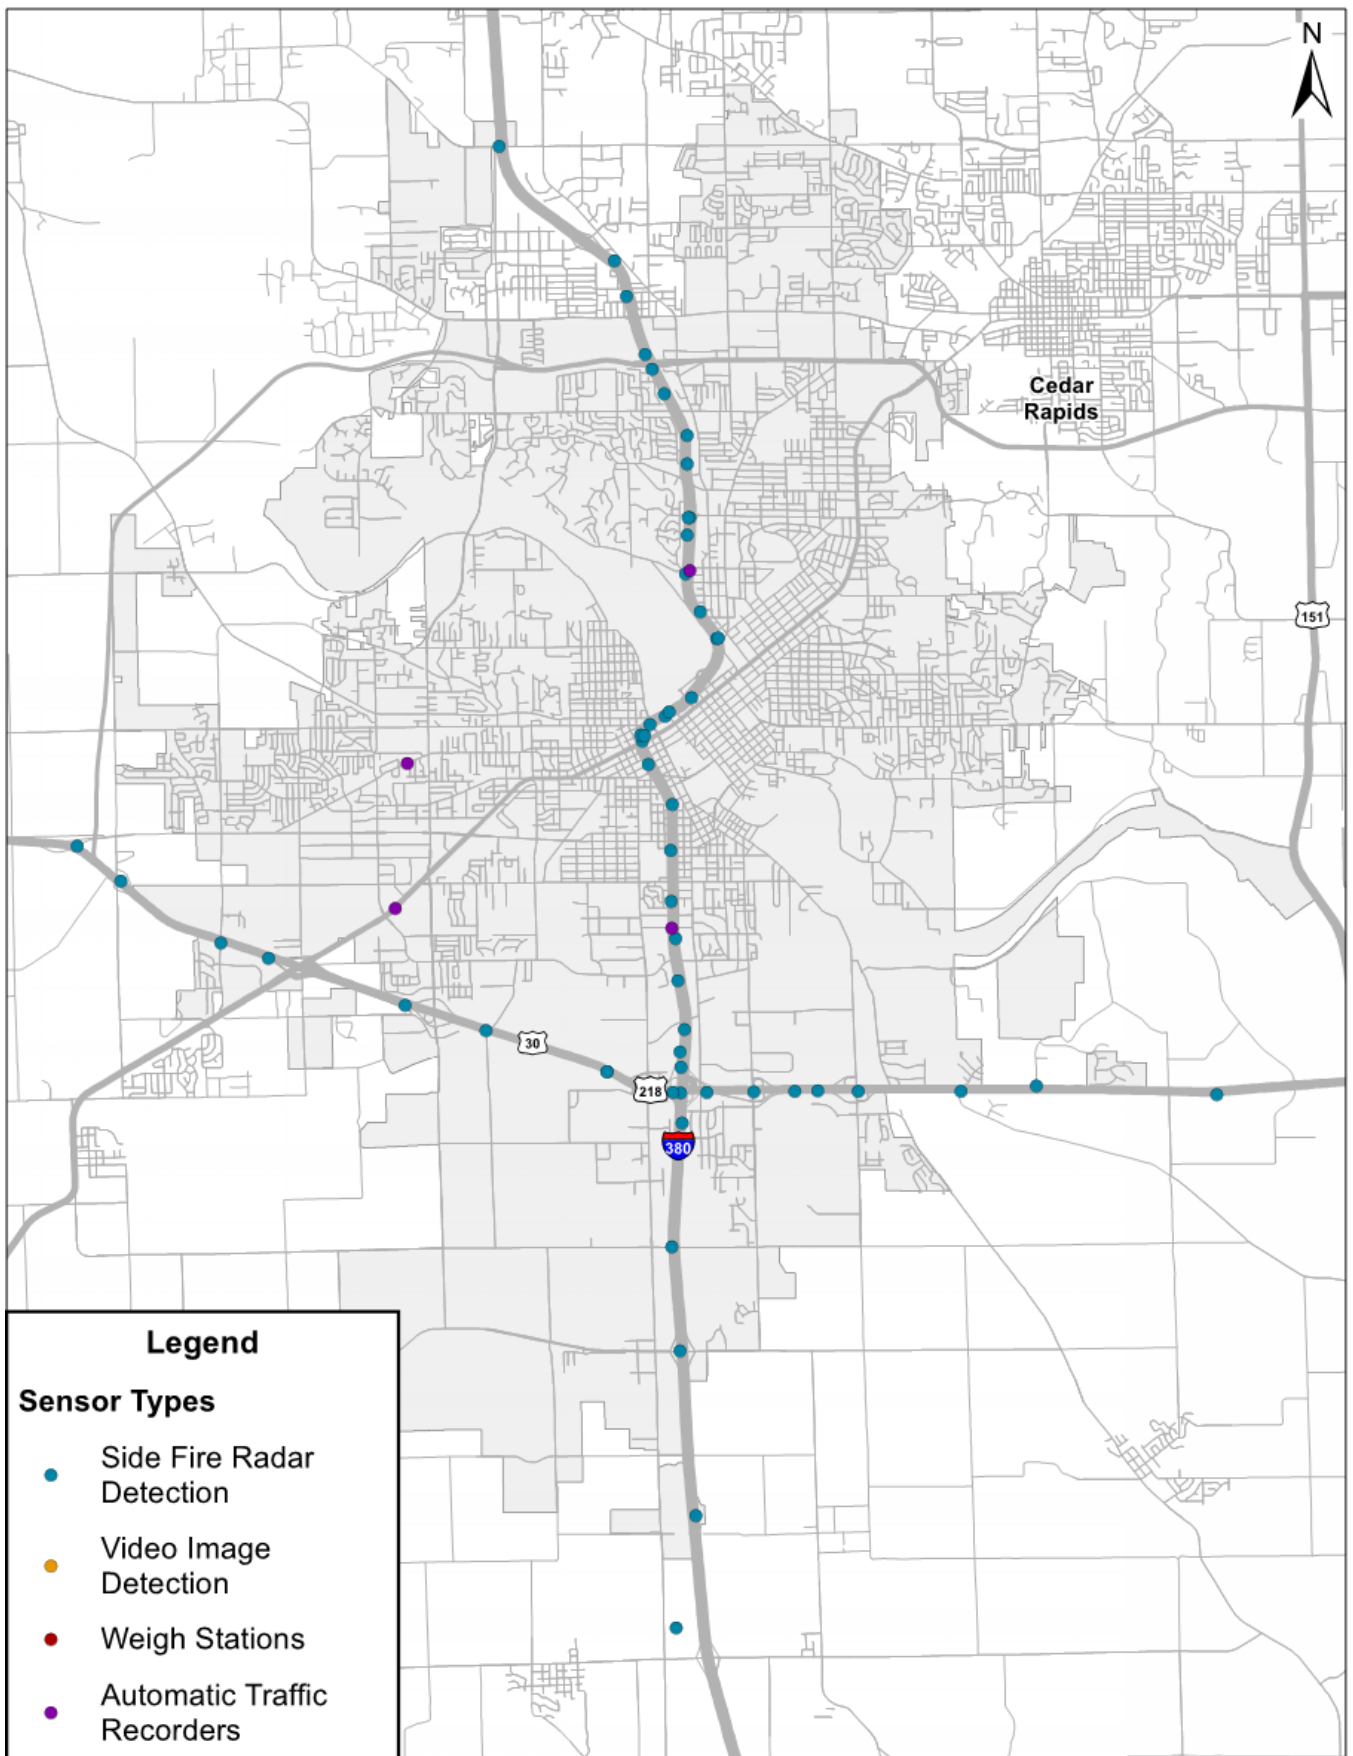 N
Cedar
Rapids
151
30
218
380
Legend
Sensor Types
Side Fire Radar
Detection
Video Image
Detection
Weigh Stations
Automatic Traffic
Recorders